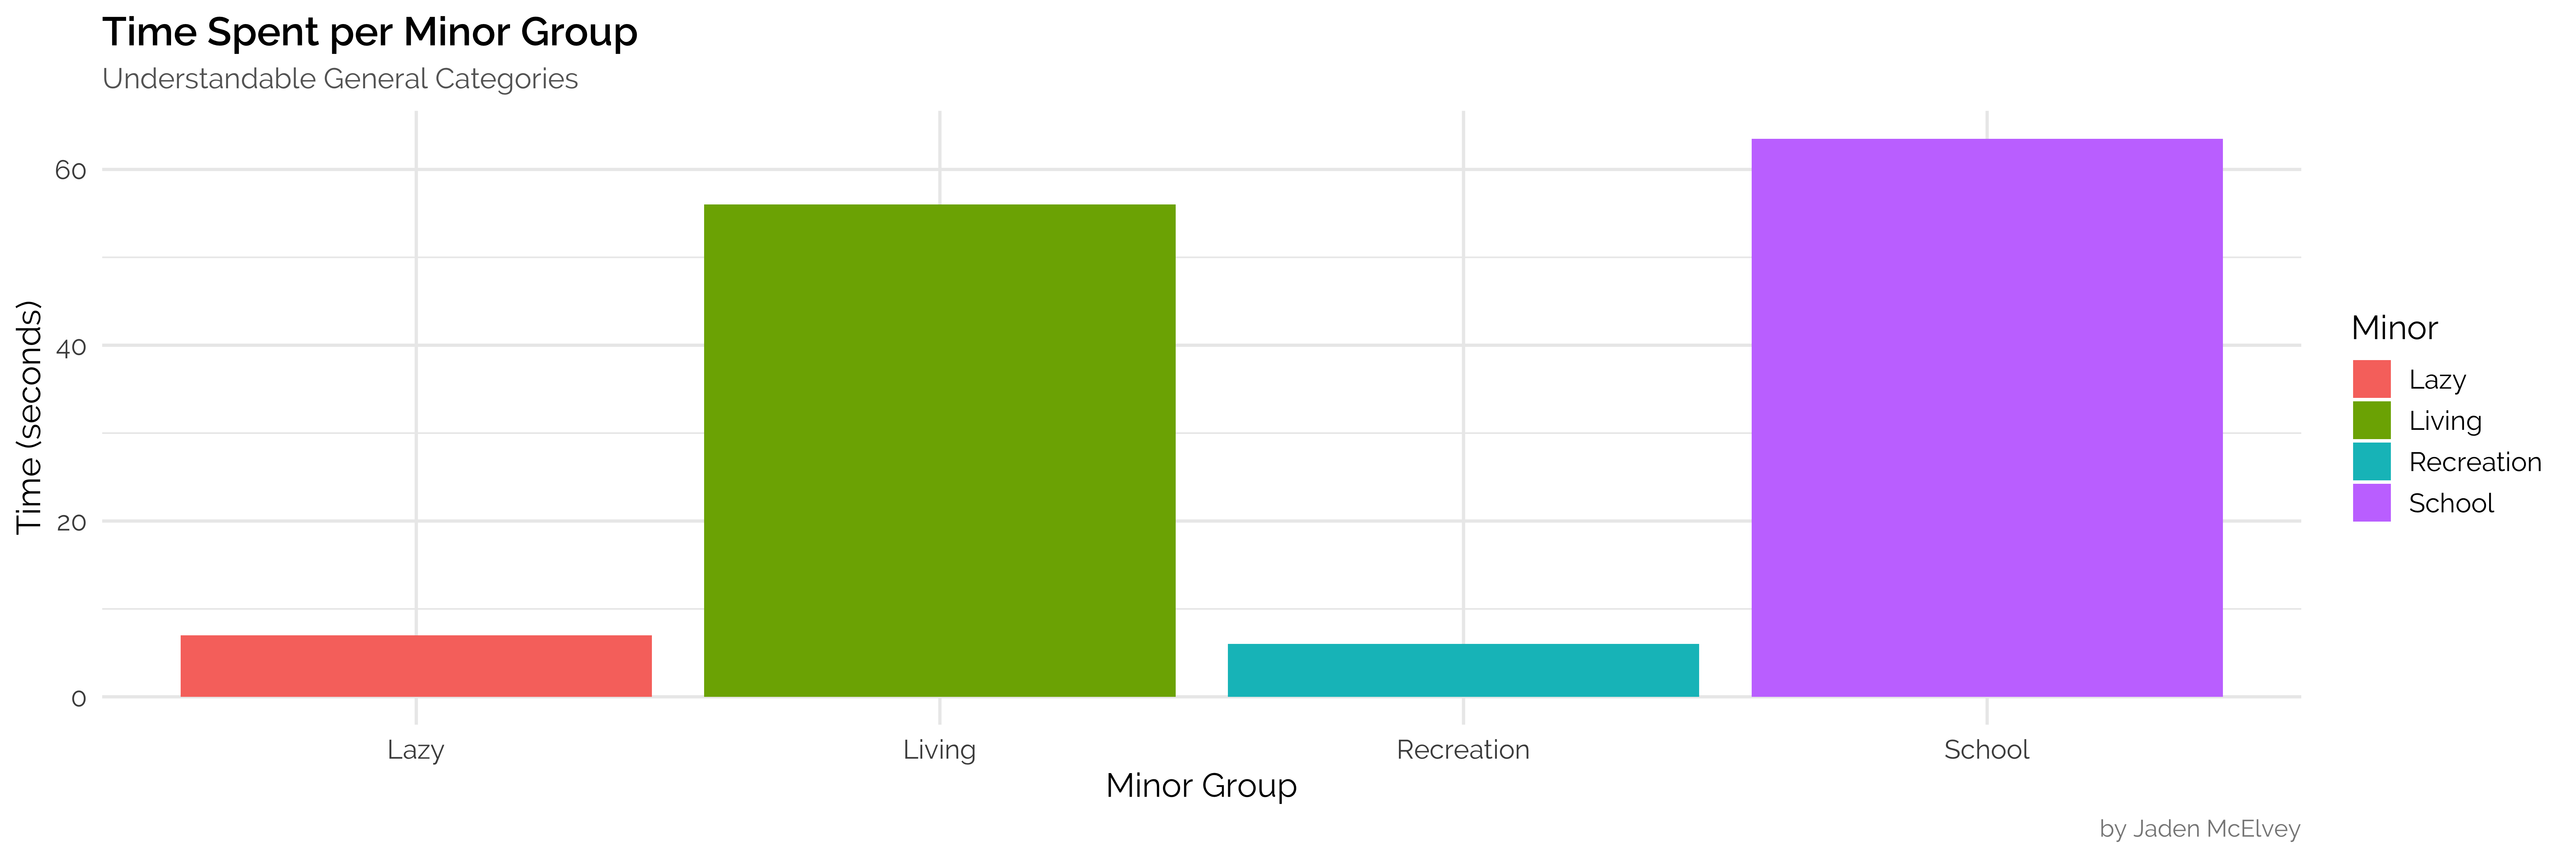 Time Spent per Minor Group
Understandable General Categories
60
40
20
0
Time (seconds)
Lazy
Living
Recreation
School
Minor Group
Minor
Lazy
Living
Recreation
School
by Jaden McElvey